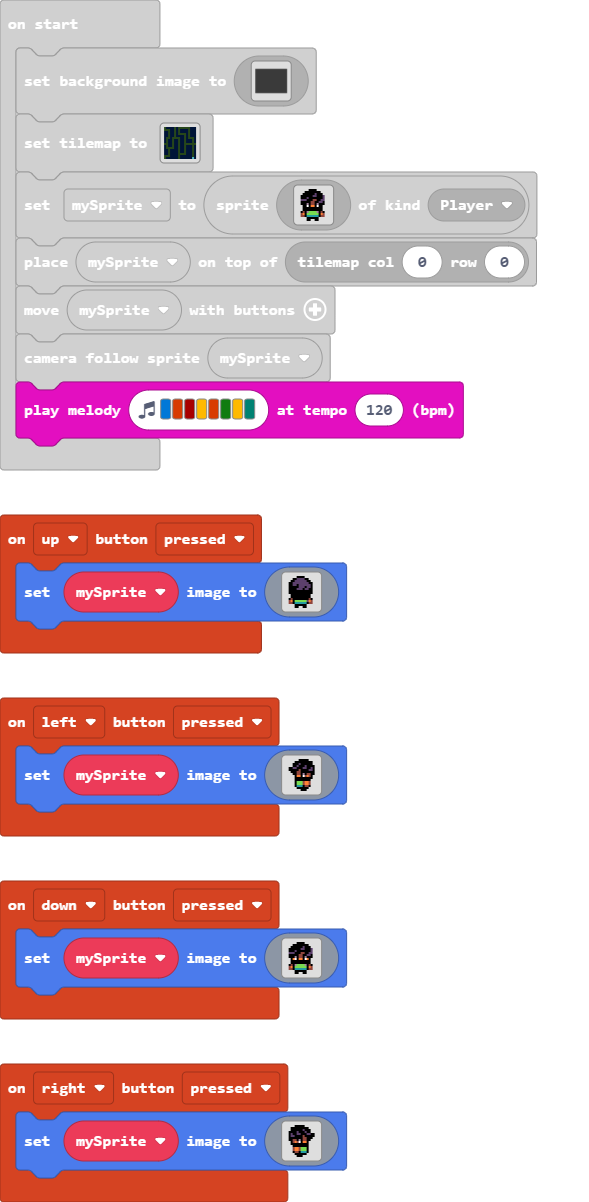 on start
set background image to
set tilemap to
set mySprite to sprite of kind Player
place mySprite on top of tilemap col 0 row 0
move mySprite with buttons
camera follow sprite mySprite
play melody at tempo 120 (bpm)
on up button pressed
set mySprite image to
on left button pressed
set mySprite image to
on down button pressed
set mySprite image to
on right button pressed
set mySprite image to